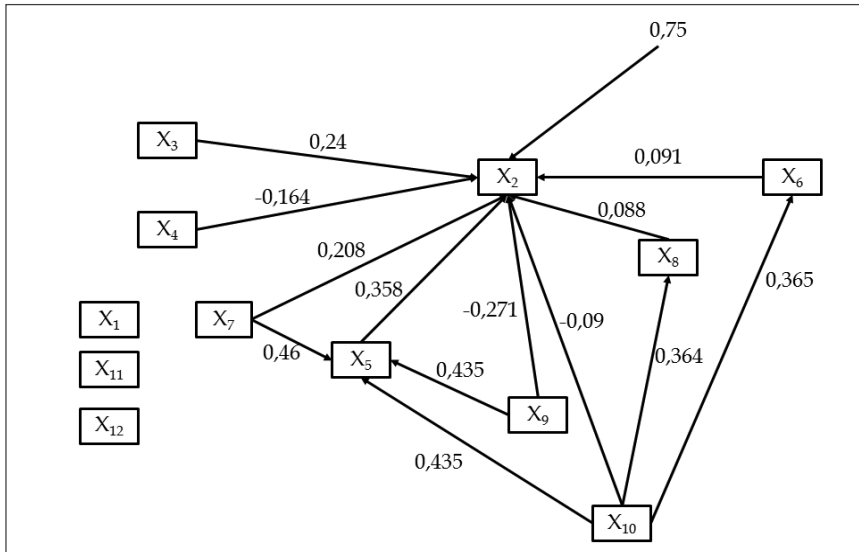 0,75
X₃
0,24
X₂
0,091
X₆
-0,164
X₄
0,088
0,208
X₈
0,358
0,365
X₁
X₇
-0,271
-0,09
0,46
X₅
0,364
X₁₁
0,435
X₉
X₁₂
0,435
X₁₀